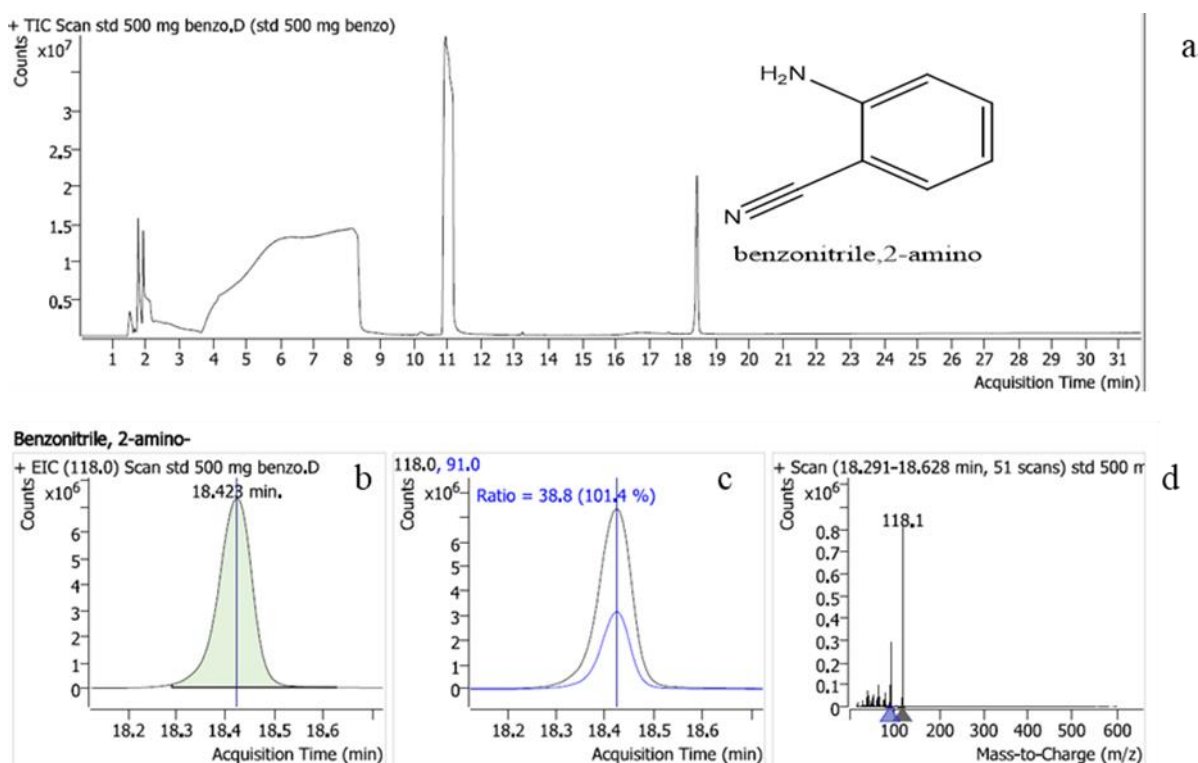 + TIC Scan std 500 mg benzo.D (std 500 mg benzo)
a
Counts
x10⁷
3
2.5
2
1.5
1
0.5
1 2 3 4 5 6 7 8 9 10 11 12 13 14 15 16 17 18 19 20 21 22 23 24 25 26 27 28 29 30 31
Acquisition Time (min)
H₂N
N
benzonitrile,2-amino
Benzonitrile, 2-amino-
+ EIC (118.0) Scan std 500 mg benzo.D
b
18.423 min.
Counts
x10⁶
6
5
4
3
2
1
0
18.2 18.3 18.4 18.5 18.6
Acquisition Time (min)
118.0, 91.0
c
Ratio = 38.8 (101.4 %)
Counts
x10⁶
6
5
4
3
2
1
0
18.2 18.3 18.4 18.5 18.6
Acquisition Time (min)
+ Scan (18.291-18.628 min, 51 scans) std 500 m
d
118.1
Counts
x10⁶
0.8
0.7
0.6
0.5
0.4
0.3
0.2
0.1
0
100 200 300 400 500 600
Mass-to-Charge (m/z)